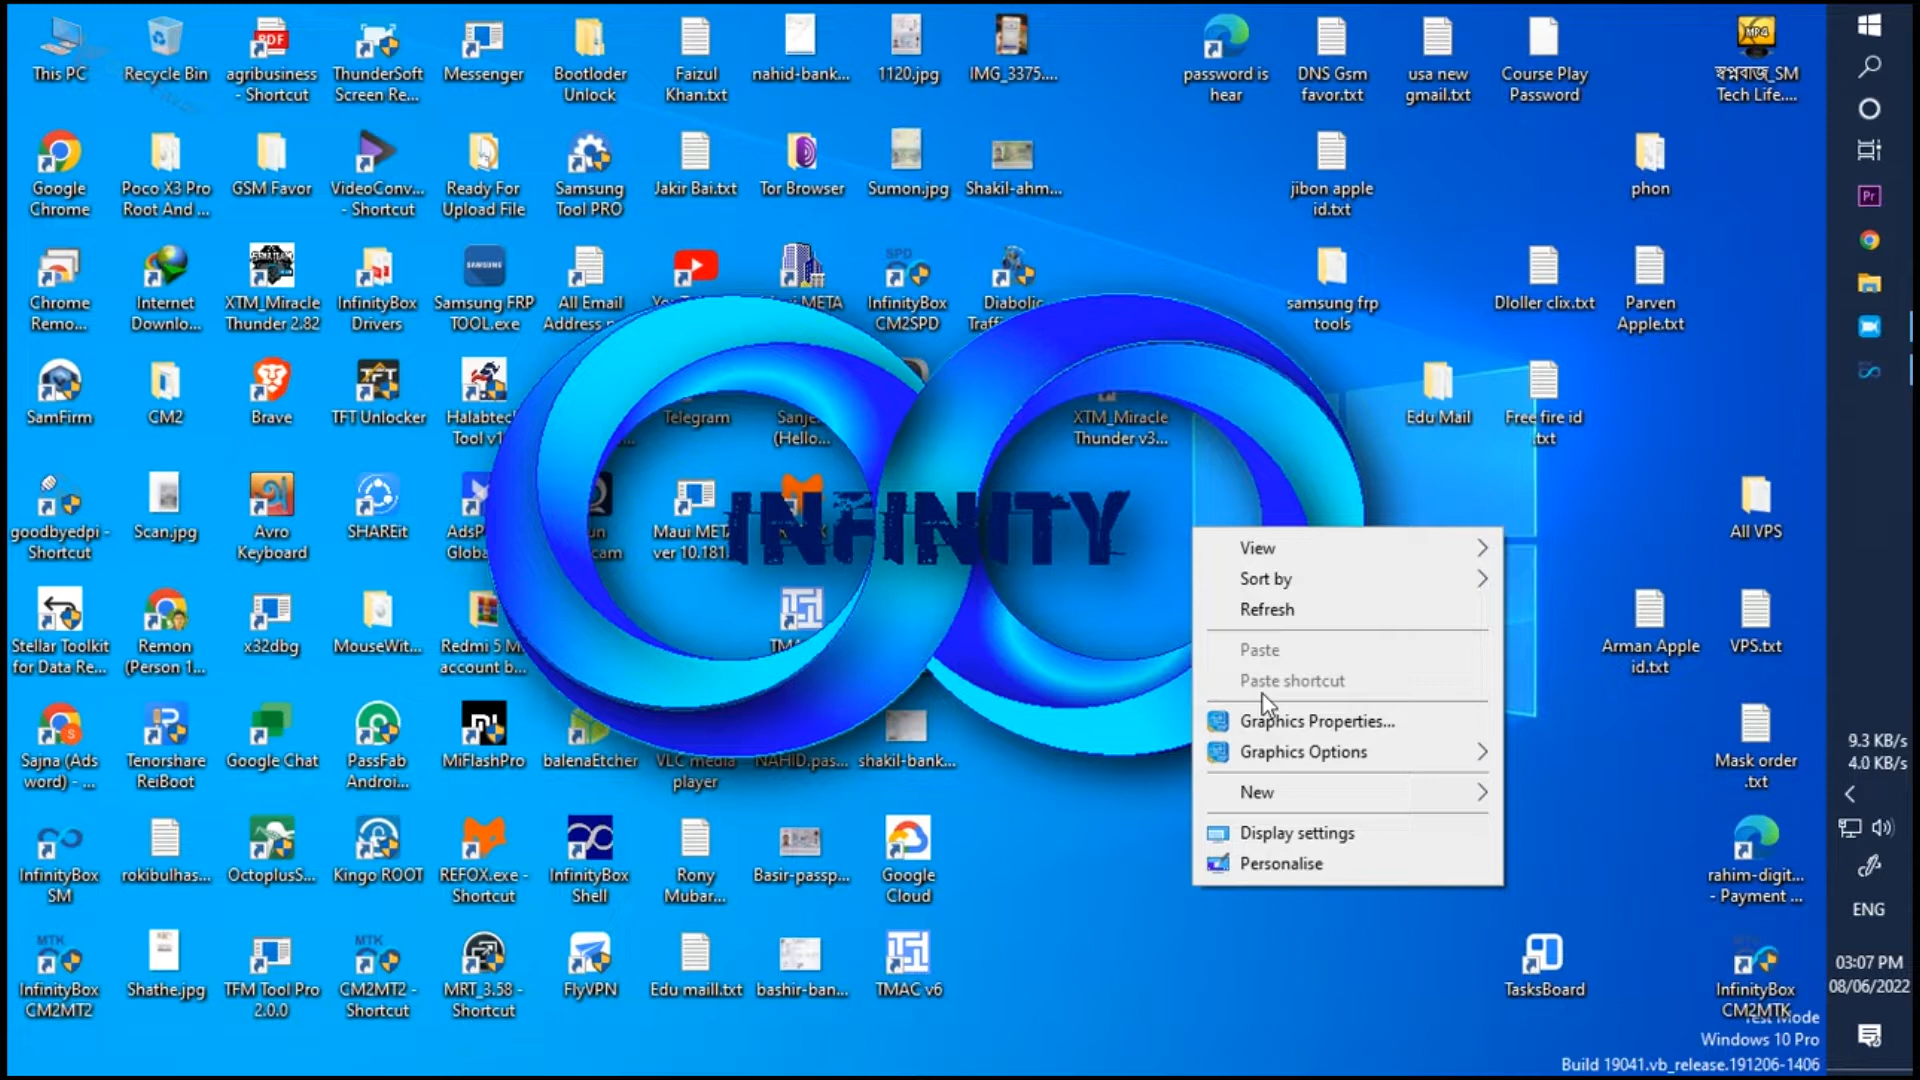 This PC
Recycle Bin
agribusiness
- Shortcut
ThunderSoft
Screen Re...
Messenger
Bootloder
Unlock
Faizul
Khan.txt
nahid-bank...
1120.jpg
IMG_3375....
password is
hear
DNS Gsm
favor.txt
usa new
gmail.txt
Course Play
Password
স্বপ্নবাজ_SM
Tech Life....
Google
Chrome
Poco X3 Pro
Root And ...
GSM Favor
VideoConv...
- Shortcut
Ready For
Upload File
Samsung
Tool PRO
Jakir Bai.txt
Tor Browser
Sumon.jpg
Shakil-ahm...
jibon apple
id.txt
phon
Chrome
Remo...
Internet
Downlo...
XTM_Miracle
Thunder 2.82
InfinityBox
Drivers
Samsung FRP
TOOL.exe
All Email
Address
META
InfinityBox
CM2SPD
Diabolic
samsung frp
tools
Dloller clix.txt
Parven
Apple.txt
SamFirm
CM2
Brave
TFT Unlocker
Halabtech
Tool v1
Telegram
(Hello...
XTM_Miracle
Thunder v3...
Edu Mail
Free fire id
.txt
goodbyedpi -
Shortcut
Scan.jpg
Avro
Keyboard
SHAREit
Global
cam
Maui META
ver 10.181.
INFINITY
All VPS
Stellar Toolkit
for Data Re...
Remon
(Person 1...
x32dbg
MouseWit...
Redmi 5
account b...
Arman Apple
id.txt
VPS.txt
View
Sort by
Refresh
Paste
Paste shortcut
Graphics Properties...
Graphics Options
New
Display settings
Personalise
Sajna (Ads
word) - ...
Tenorshare
ReiBoot
Google Chat
PassFab
Androi...
MiFlashPro
balenaEtcher
VLC media
player
NAHID.pas...
shakil-bank...
Mask order
.txt
9.3 KB/s
4.0 KB/s
InfinityBox
SM
rokibulhas...
OctoplusS...
Kingo ROOT
REFOX.exe -
Shortcut
InfinityBox
Shell
Rony
Mubar...
Basir-passp...
Google
Cloud
rahim-digit...
- Payment ...
ENG
InfinityBox
CM2MT2
Shathe.jpg
TFM Tool Pro
2.0.0
CM2MT2 -
Shortcut
MRT_3.58 -
Shortcut
FlyVPN
Edu maill.txt
bashir-ban...
TMAC v6
TasksBoard
InfinityBox
CM2MTK
03:07 PM
08/06/2022
Test Mode
Windows 10 Pro
Build 19041.vb_release.191206-1406